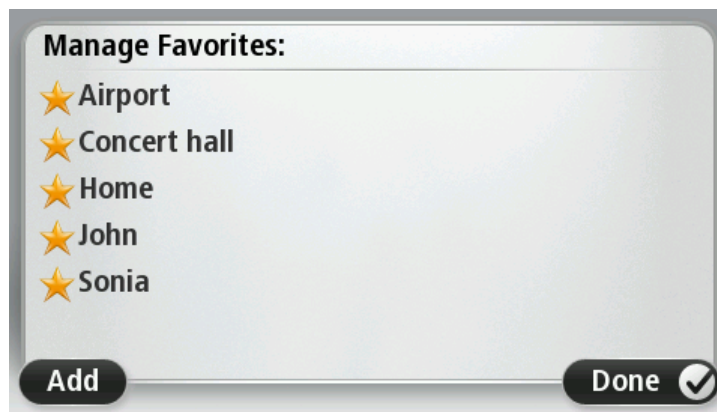 Manage Favorites:
Airport
Concert hall
Home
John
Sonia
Add
Done